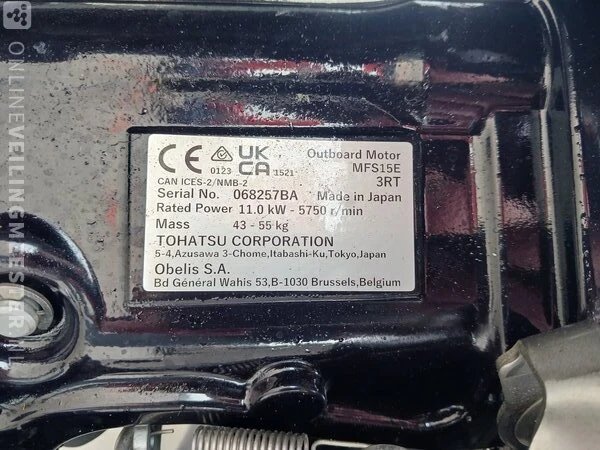 ONLINEVEILINGMEESTER.NL
CE 0123 UK CA 1521
Outboard Motor
MFS15E
3RT
CAN ICES-2/NMB-2
Serial No. 068257BA Made in Japan
Rated Power 11.0 kW - 5750 r/min
Mass 43 - 55 kg
TOHATSU CORPORATION
5-4,Azusawa 3-Chome,Itabashi-Ku,Tokyo,Japan
Obelis S.A.
Bd Général Wahis 53,B-1030 Brussels,Belgium